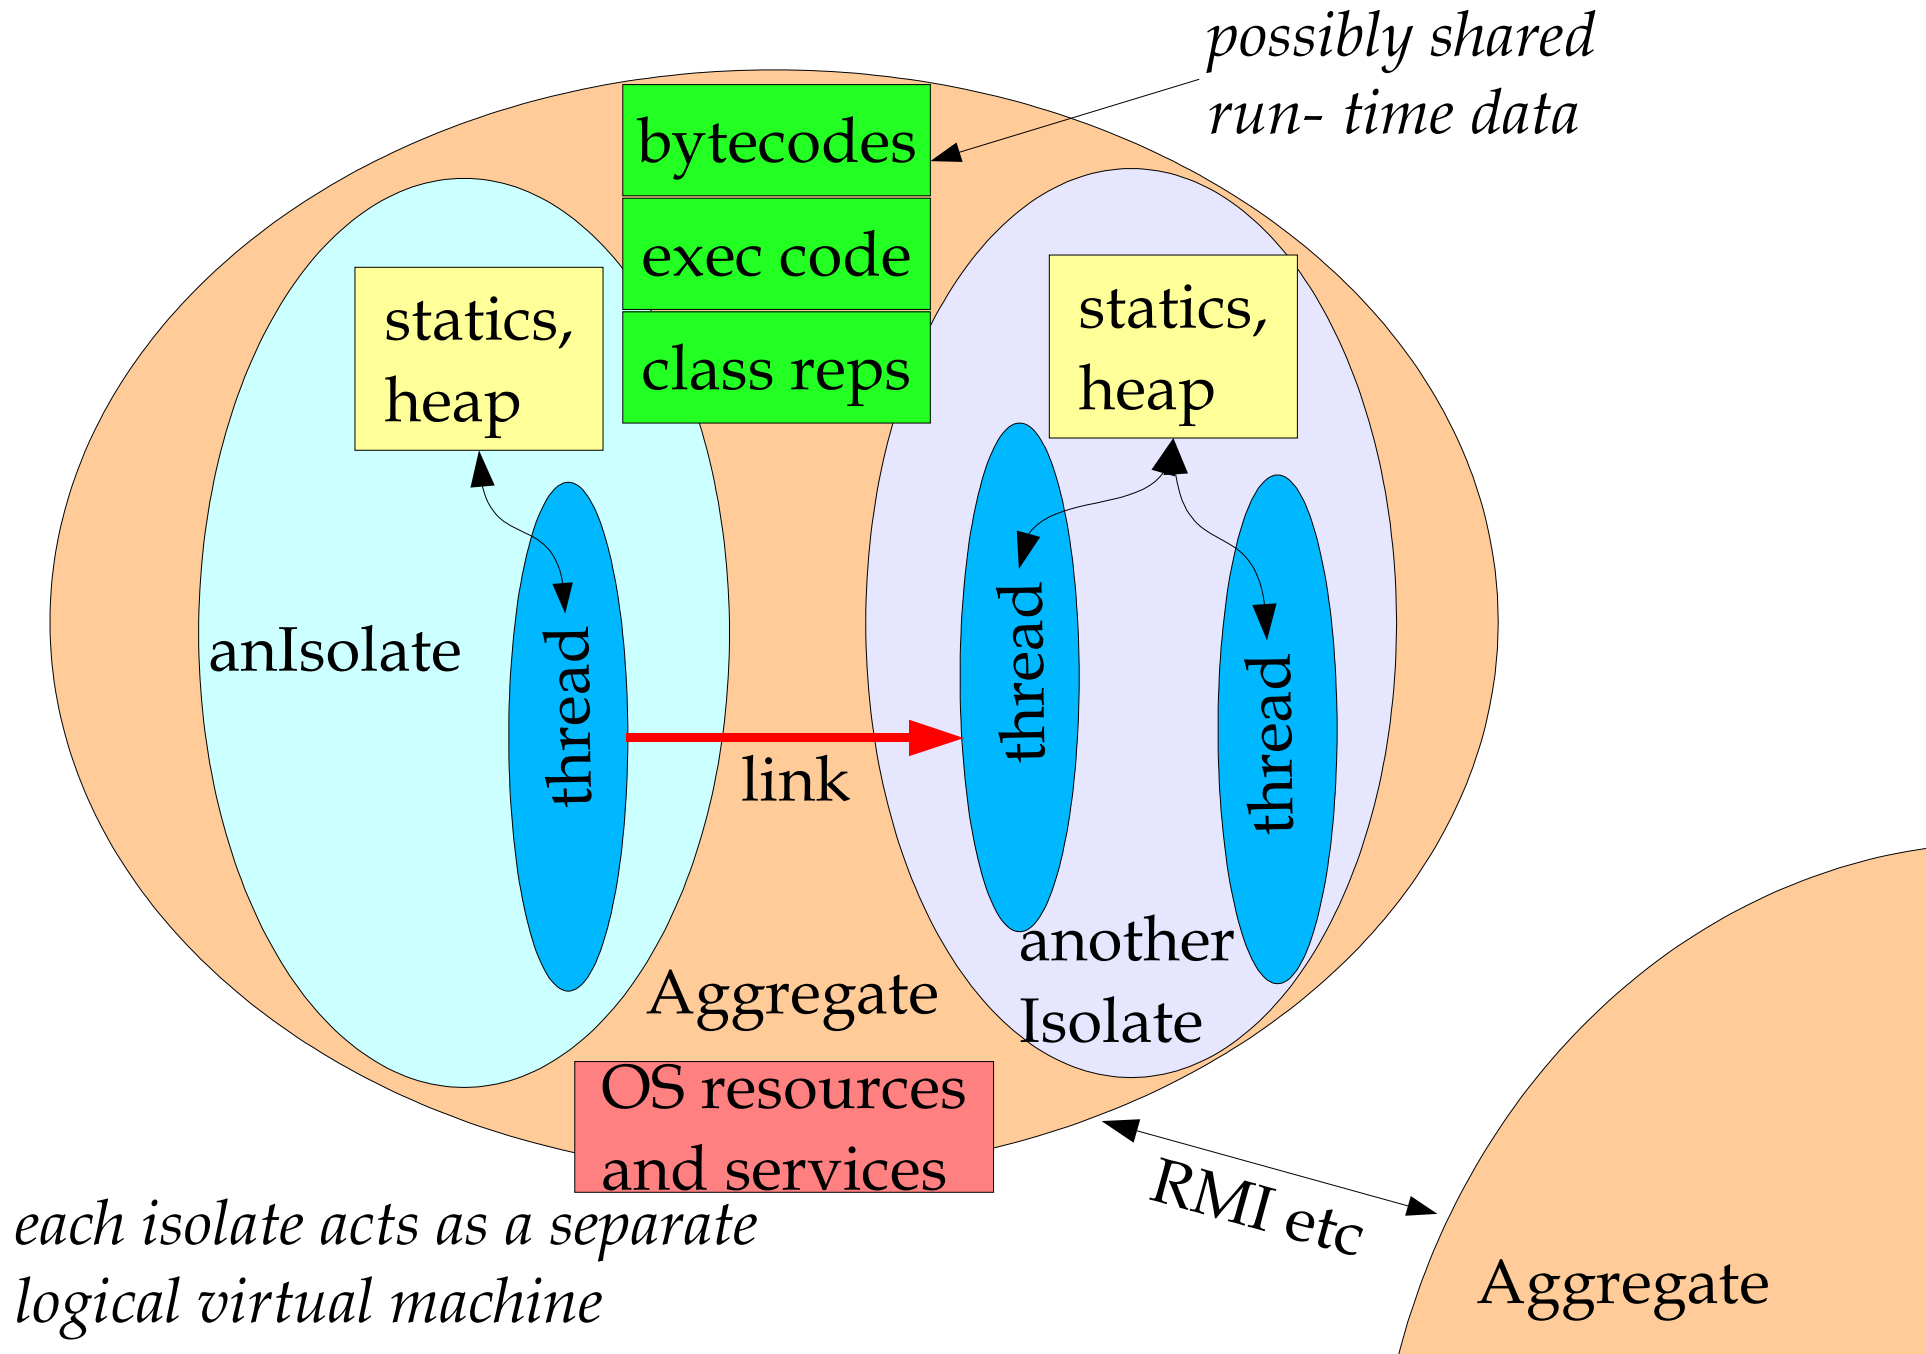 possibly shared
run- time data
bytecodes
exec code
class reps
statics,
heap
statics,
heap
anIsolate
thread
thread
thread
link
another
Isolate
Aggregate
OS resources
and services
RMI etc
each isolate acts as a separate
logical virtual machine
Aggregate